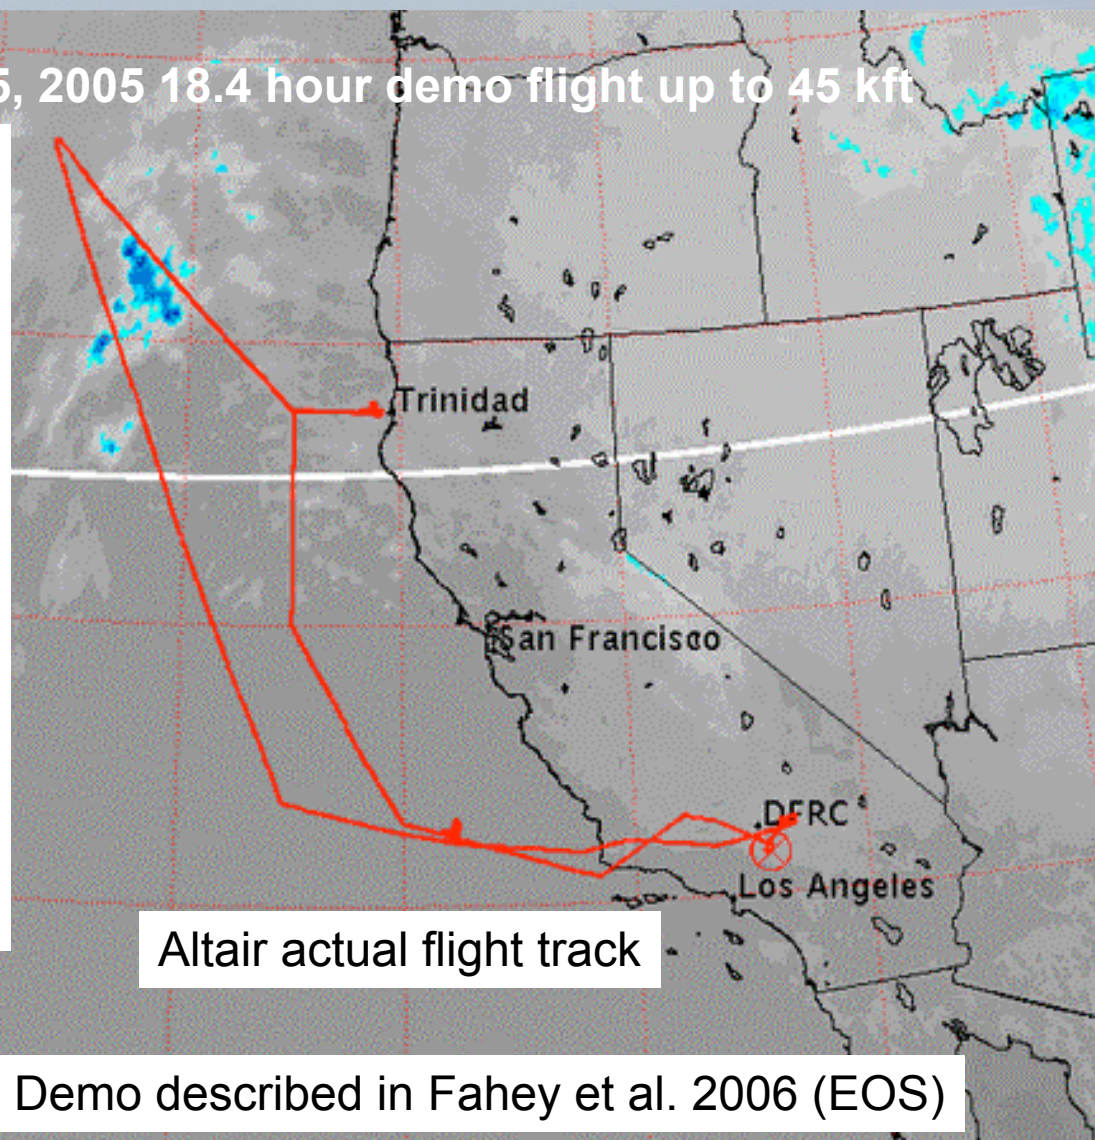 5, 2005 18.4 hour demo flight up to 45 kft
Trinidad
San Francisco
DFRC
Los Angeles
Altair actual flight track
Demo described in Fahey et al. 2006 (EOS)